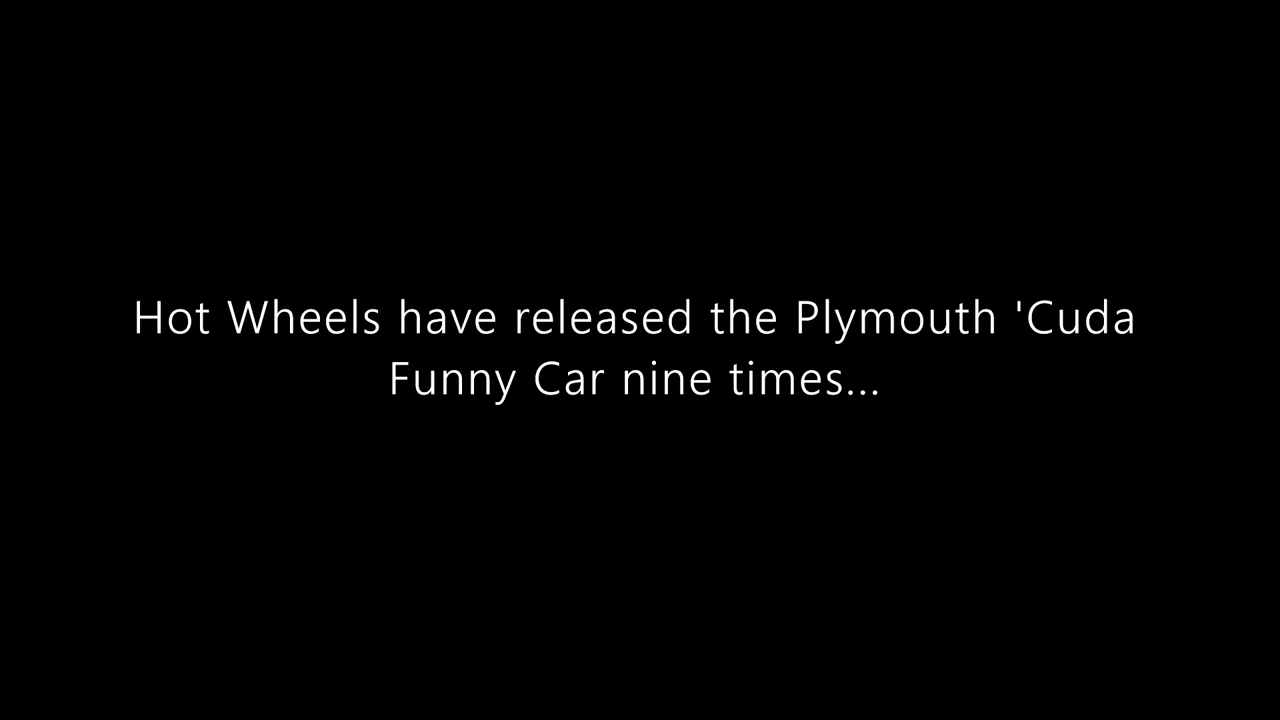 Hot Wheels have released the Plymouth 'Cuda
Funny Car nine times...